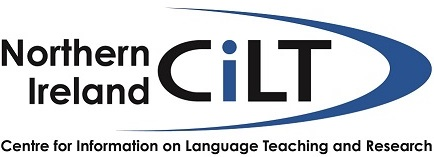 Northern
Ireland CiLT
Centre for Information on Language Teaching and Research